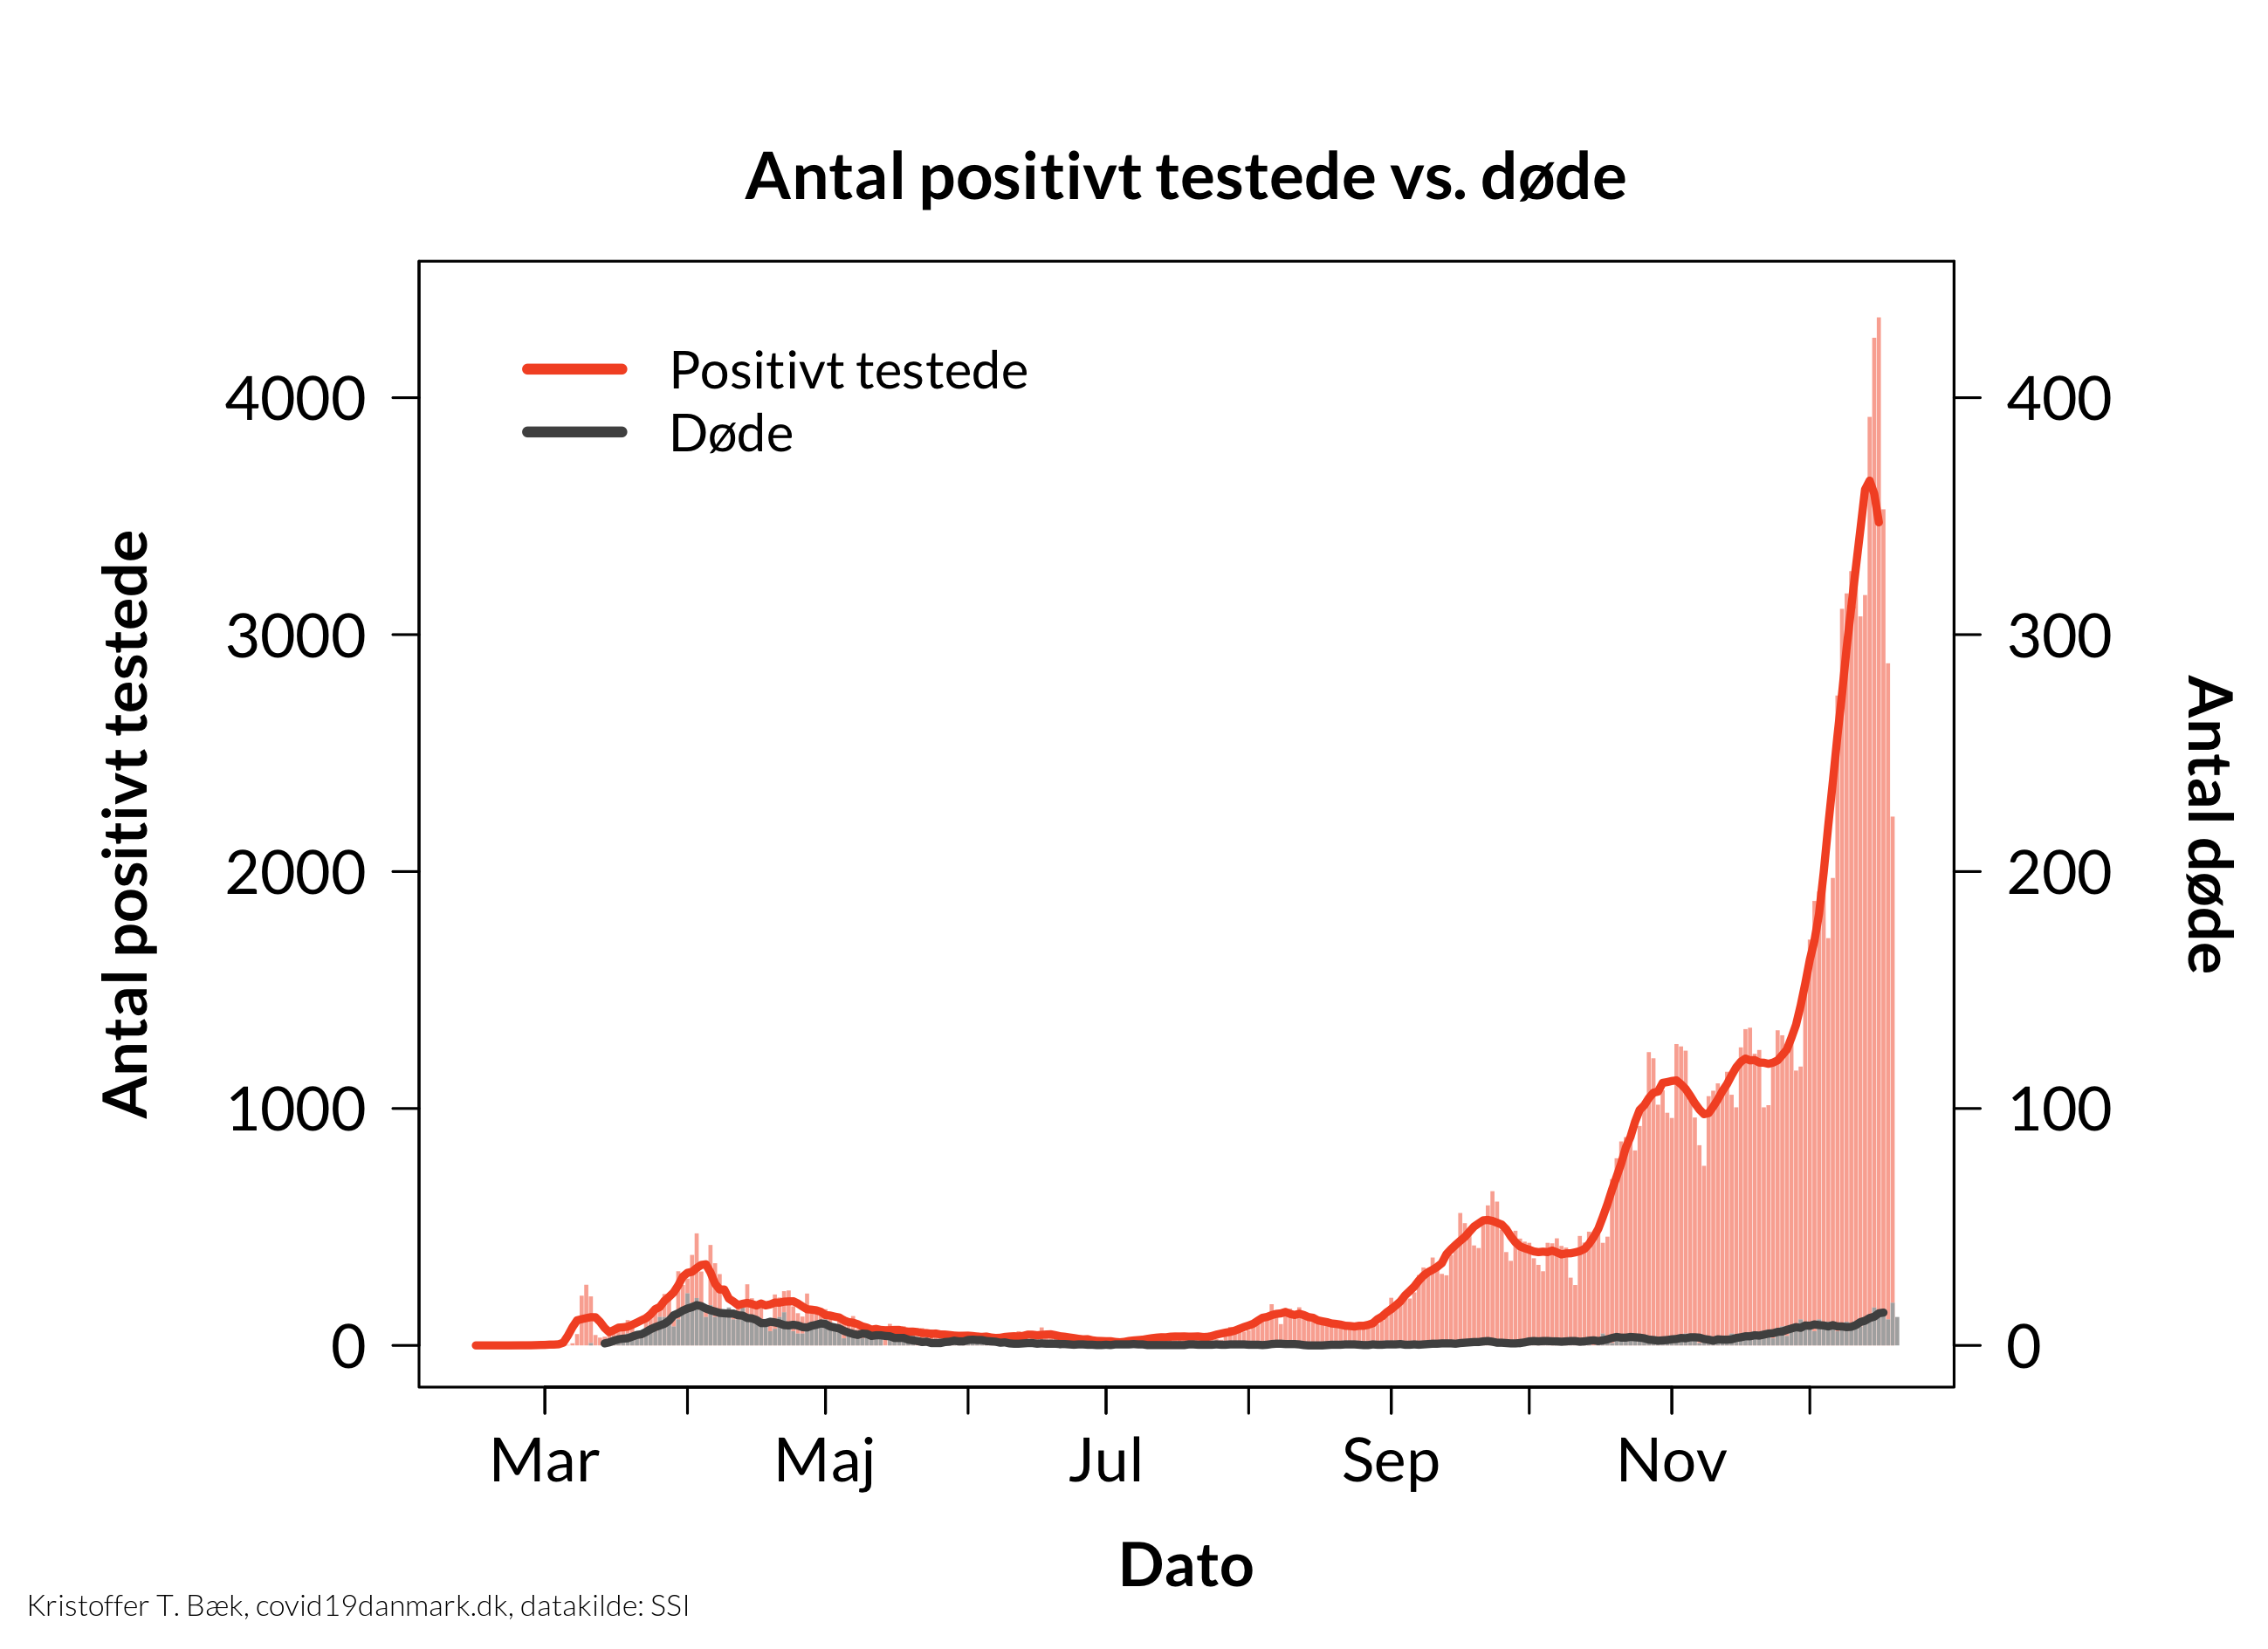 Antal positivt testede vs. døde
Positivt testede
Døde
Antal positivt testede
4000
3000
2000
1000
0
400
300
200
100
0
Antal døde
Mar
Maj
Jul
Sep
Nov
Dato
Kristoffer T. Bæk, covid19danmark.dk, datakilde: SSI